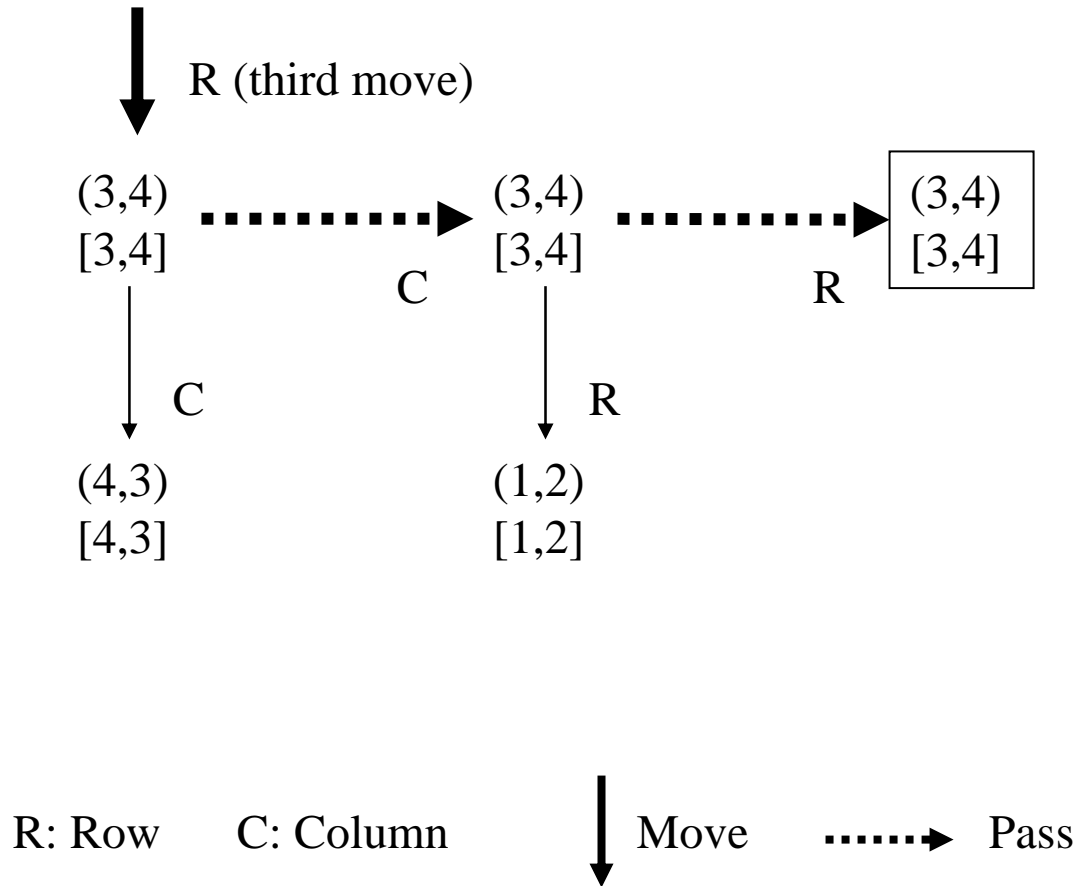 R (third move)
(3,4) (3,4) (3,4)
[3,4] [3,4] [3,4]
C R
C R
(4,3) (1,2)
[4,3] [1,2]
R: Row C: Column Move Pass